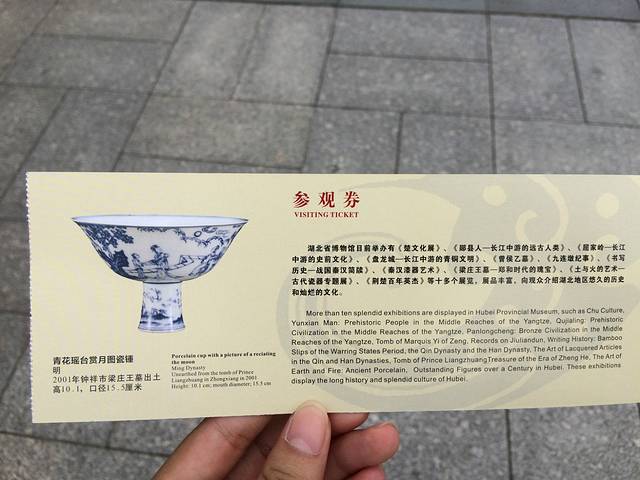 参观券
VISITING TICKET
湖北省博物馆目前举办有《楚文化展》、《郧县人—长江中游的远古人类》、《屈家岭—长江
中游的史前文化》、《盘龙城—长江中游的青铜文明》、《曾侯乙墓》、《九连墩纪事》、《书写
历史—战国秦汉简牍》、《秦汉漆器艺术》、《梁庄王墓—郑和时代的瑰宝》、《土与火的艺术—
古代瓷器专题展》、《荆楚百年英杰》等十多个展览，展品丰富，向观众介绍湖北地区悠久的历史
和灿烂的文化。
More than ten splendid exhibitions are displayed in Hubei Provincial Museum, such as Chu Culture,
Yunxian Man: Prehistoric People in the Middle Reaches of the Yangtze, Qujialing: Prehistoric
Civilization in the Middle Reaches of the Yangtze, Panlongcheng: Bronze Civilization in the Middle
Reaches of the Yangtze, Tomb of Marquis Yi of Zeng, Records on Jiuliandun, Writing History: Bamboo
Slips of the Warring States Period, the Qin Dynasty and the Han Dynasty, The Art of Lacquered Articles
in the Qin and Han Dynasties, Tomb of Prince Liangzhuang Treasure of the Era of Zheng He, The Art of
Earth and Fire: Ancient Porcelain, Outstanding Figures over a Century in Hubei. These exhibitions
display the long history and splendid culture of Hubei.
青花瑶台赏月图瓷锺
明
2001年钟祥市梁庄王墓出土
高10.1，口径15.5厘米
Porcelain cup with a picture of a reciating
the moon
Ming Dynasty
Unearthed from the tomb of Prince
Liangzhuang in Zhongxiang in 2001
Height: 10.1 cm; mouth diameter: 15.5 cm